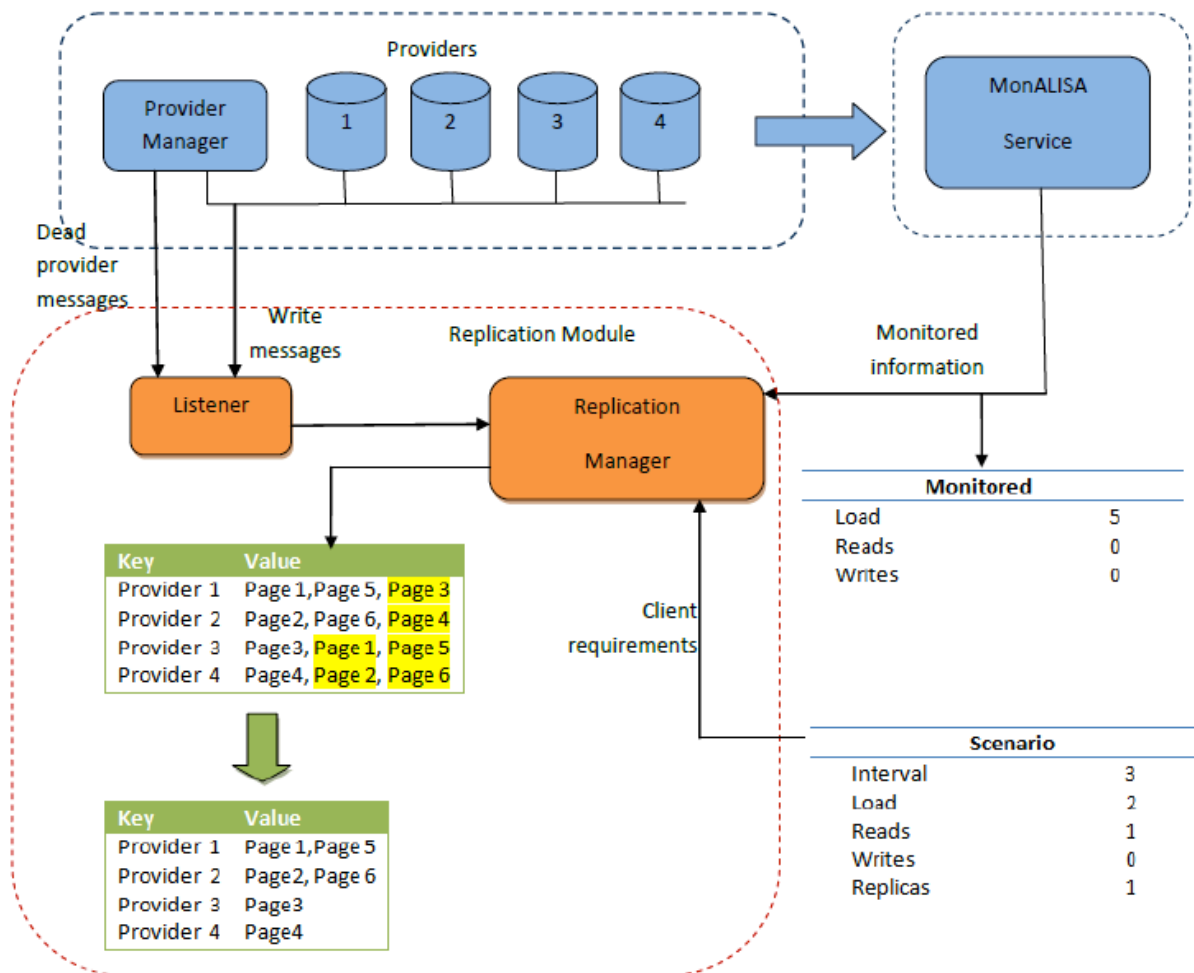 Providers
Provider
Manager
1
2
3
4
MonALISA
Service
Dead
provider
messages
Write
messages
Replication Module
Monitored
information
Listener
Replication
Manager
Monitored
Load 5
Reads 0
Writes 0
Key Value
Provider 1 Page 1, Page 5, Page 3
Provider 2 Page2, Page 6, Page 4
Provider 3 Page3, Page 1, Page 5
Provider 4 Page4, Page 2, Page 6
Client
requirements
Scenario
Interval 3
Load 2
Reads 1
Writes 0
Replicas 1
Key Value
Provider 1 Page 1, Page 5
Provider 2 Page2, Page 6
Provider 3 Page3
Provider 4 Page4